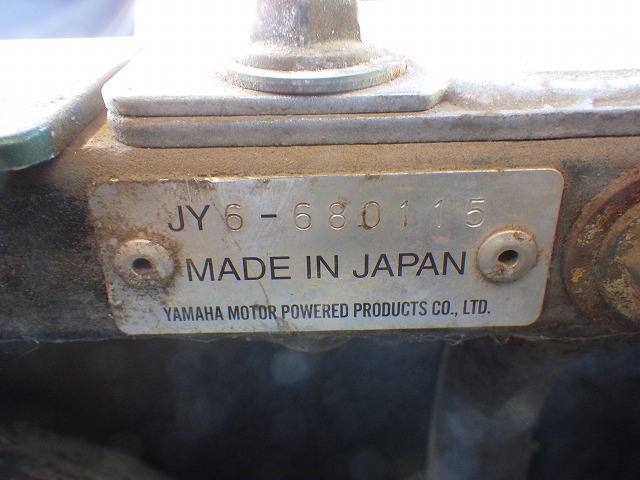 JY6-680115
MADE IN JAPAN
YAMAHA MOTOR POWERED PRODUCTS CO., LTD.